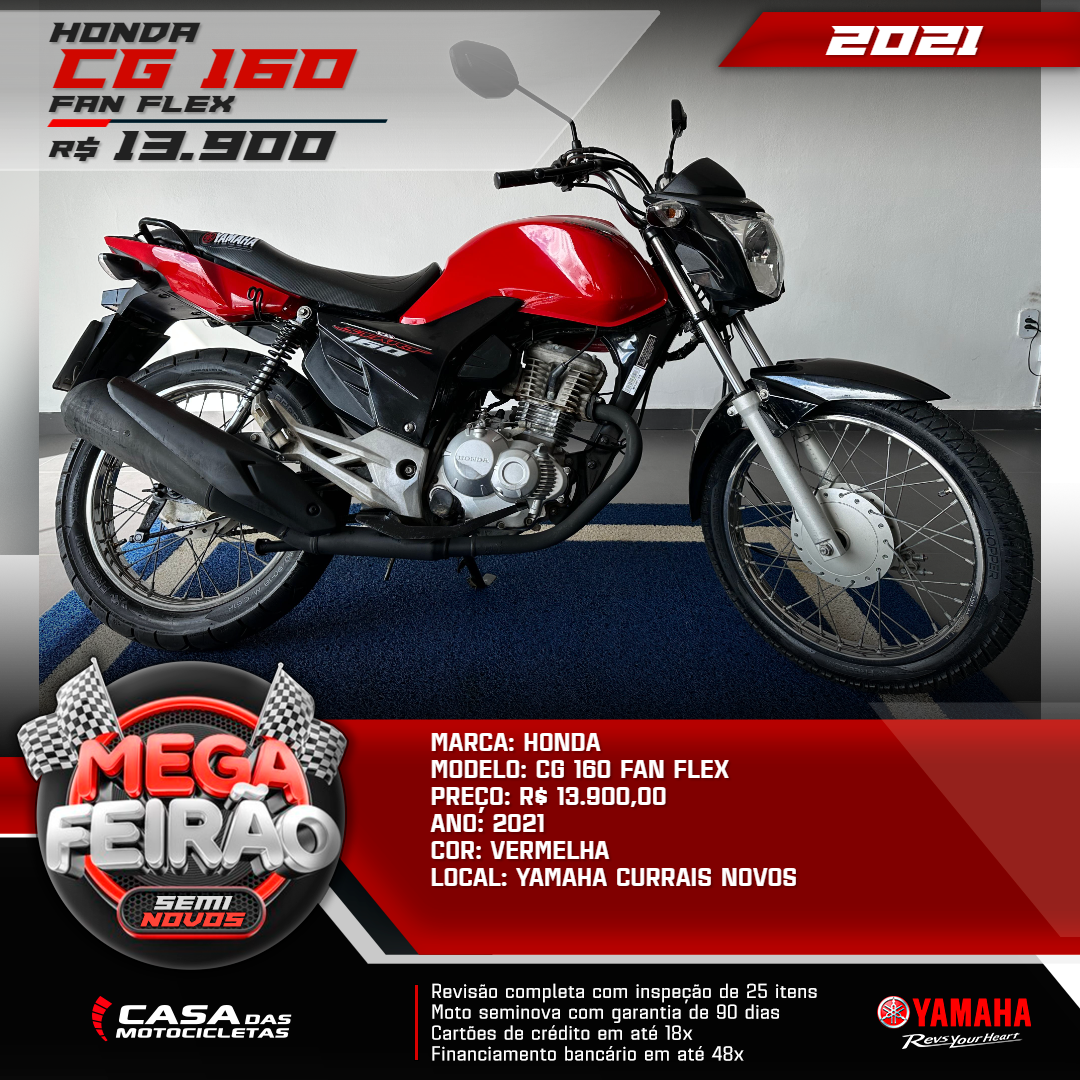 HONDA
CG 160
FAN FLEX
R$ 13.900
2021
YAMAHA
160
HONDA
MEGA
FEIRÃO
SEMI
NOVOS
MARCA: HONDA
MODELO: CG 160 FAN FLEX
PREÇO: R$ 13.900,00
ANO: 2021
COR: VERMELHA
LOCAL: YAMAHA CURRAIS NOVOS
CASA DAS
MOTOCICLETAS
Revisão completa com inspeção de 25 itens
Moto seminova com garantia de 90 dias
Cartões de crédito em até 18x
Financiamento bancário em até 48x
YAMAHA
Revs Your Heart